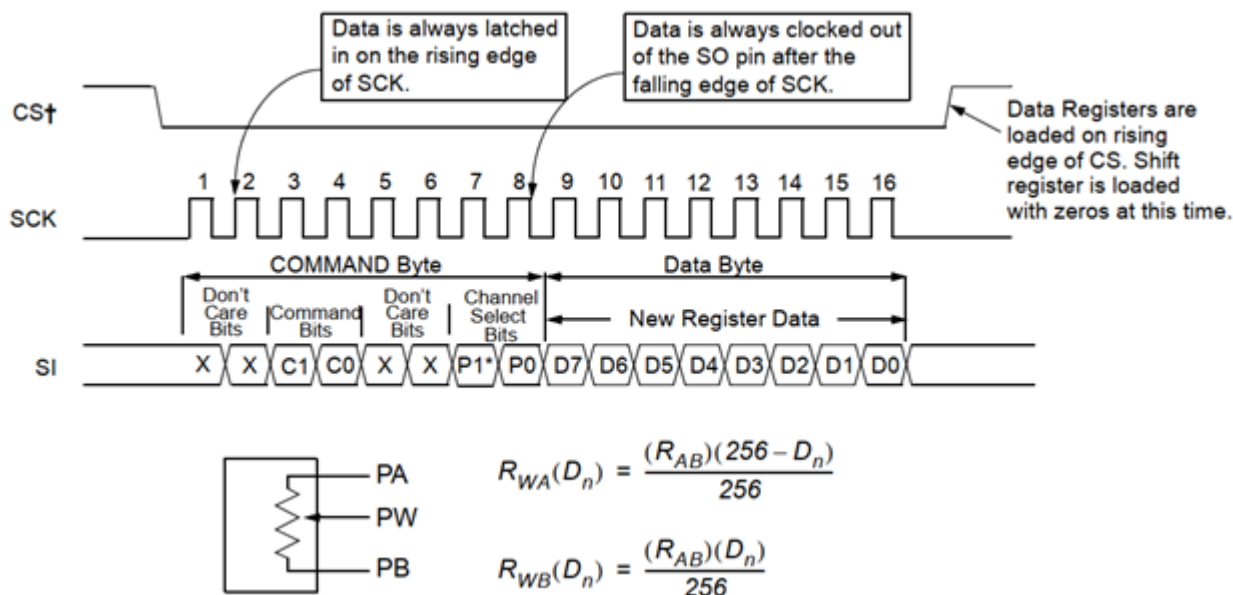 Data is always latched
in on the rising edge
of SCK.
Data is always clocked out
of the SO pin after the
falling edge of SCK.
CS†
Data Registers are
loaded on rising
edge of CS. Shift
register is loaded
with zeros at this time.
1 2 3 4 5 6 7 8 9 10 11 12 13 14 15 16
SCK
COMMAND Byte
Data Byte
Don't
Care
Bits
Command
Bits
Don't
Care
Bits
Channel
Select
Bits
New Register Data
SI X X C1 C0 X X P1* P0 D7 D6 D5 D4 D3 D2 D1 D0
PA
PW
PB
R_WA(D_n) = (R_AB)(256 – D_n) / 256
R_WB(D_n) = (R_AB)(D_n) / 256